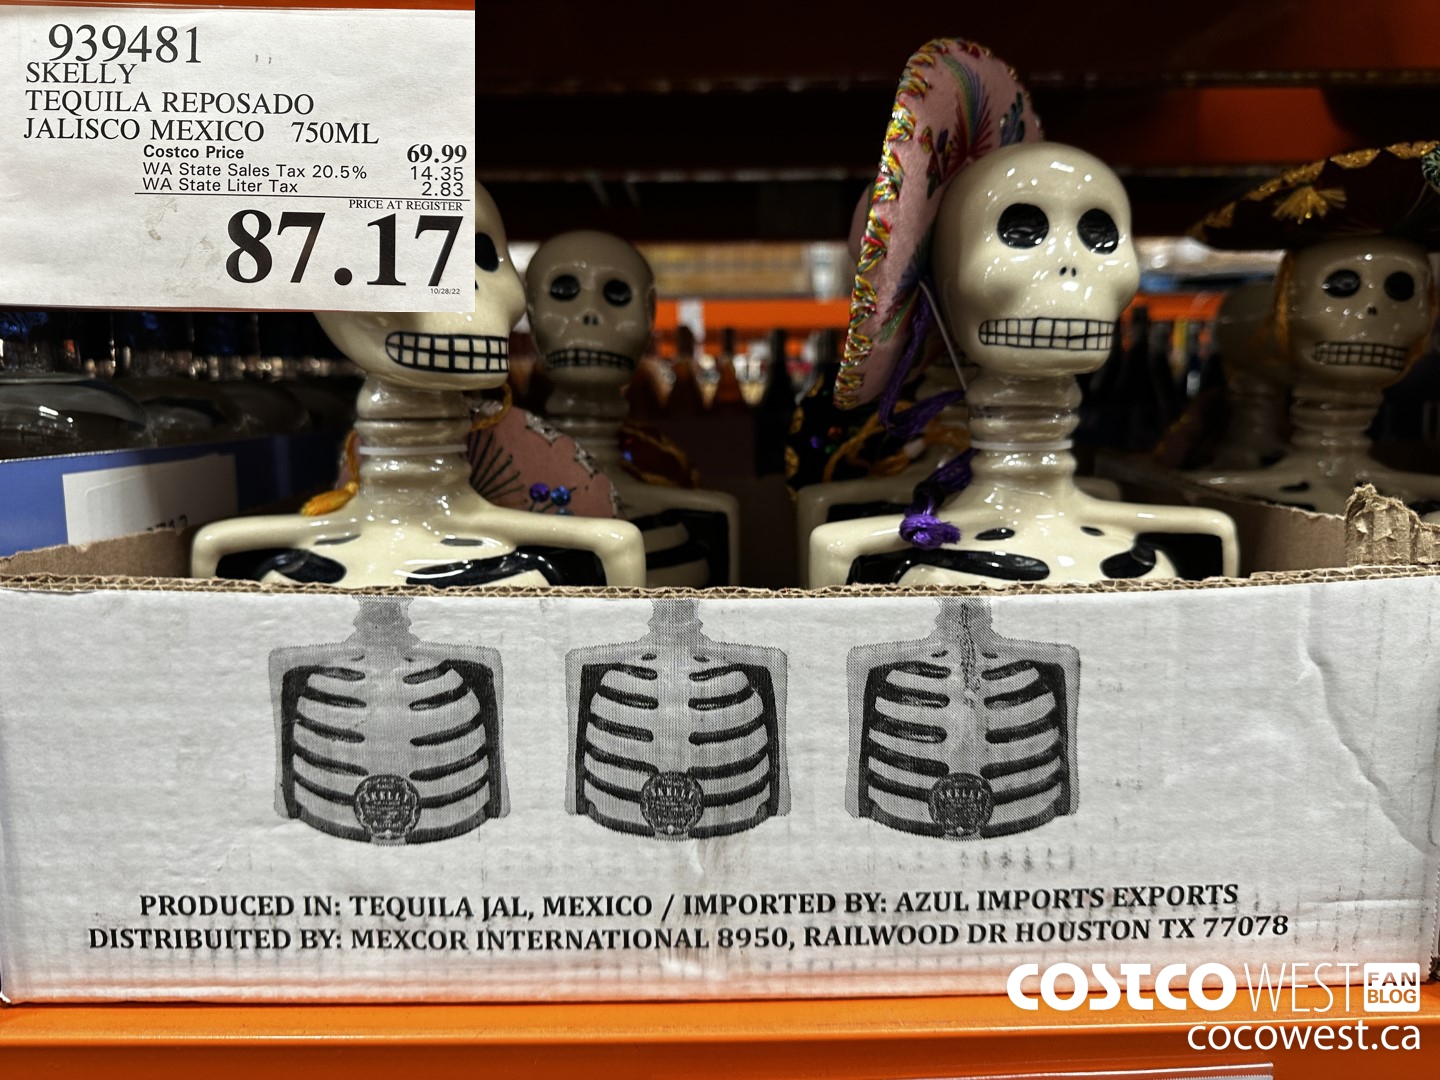 939481
SKELLY
TEQUILA REPOSADO
JALISCO MEXICO 750ML
Costco Price 69.99
WA State Sales Tax 20.5% 14.35
WA State Liter Tax 2.83
PRICE AT REGISTER
87.17
10/28/22
SKELLY
SKELLY
SKELLY
PRODUCED IN: TEQUILA JAL, MEXICO / IMPORTED BY: AZUL IMPORTS EXPORTS
DISTRIBUITED BY: MEXCOR INTERNATIONAL 8950, RAILWOOD DR HOUSTON TX 77078
COSTCO WEST FAN BLOG
cocowest.ca